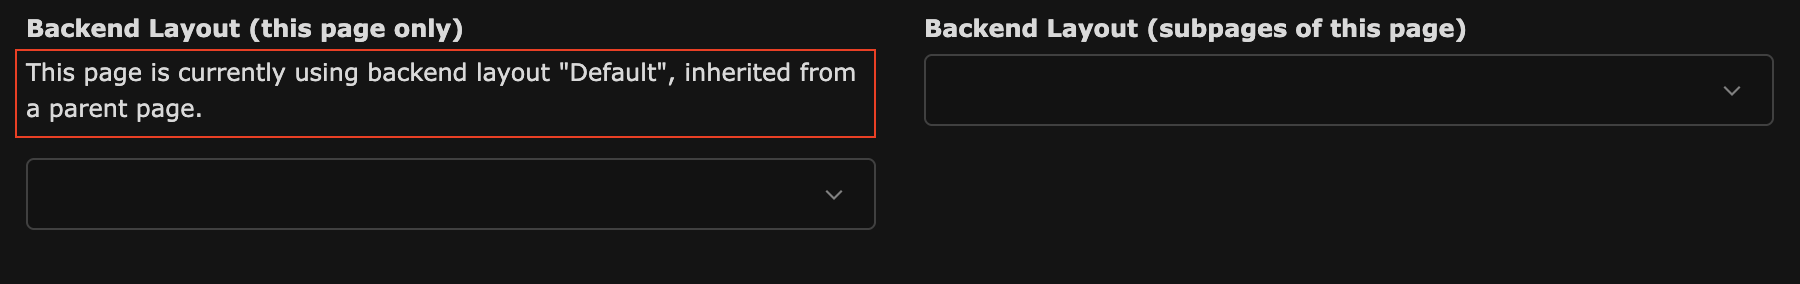 Backend Layout (this page only)
This page is currently using backend layout "Default", inherited from
a parent page.
Backend Layout (subpages of this page)